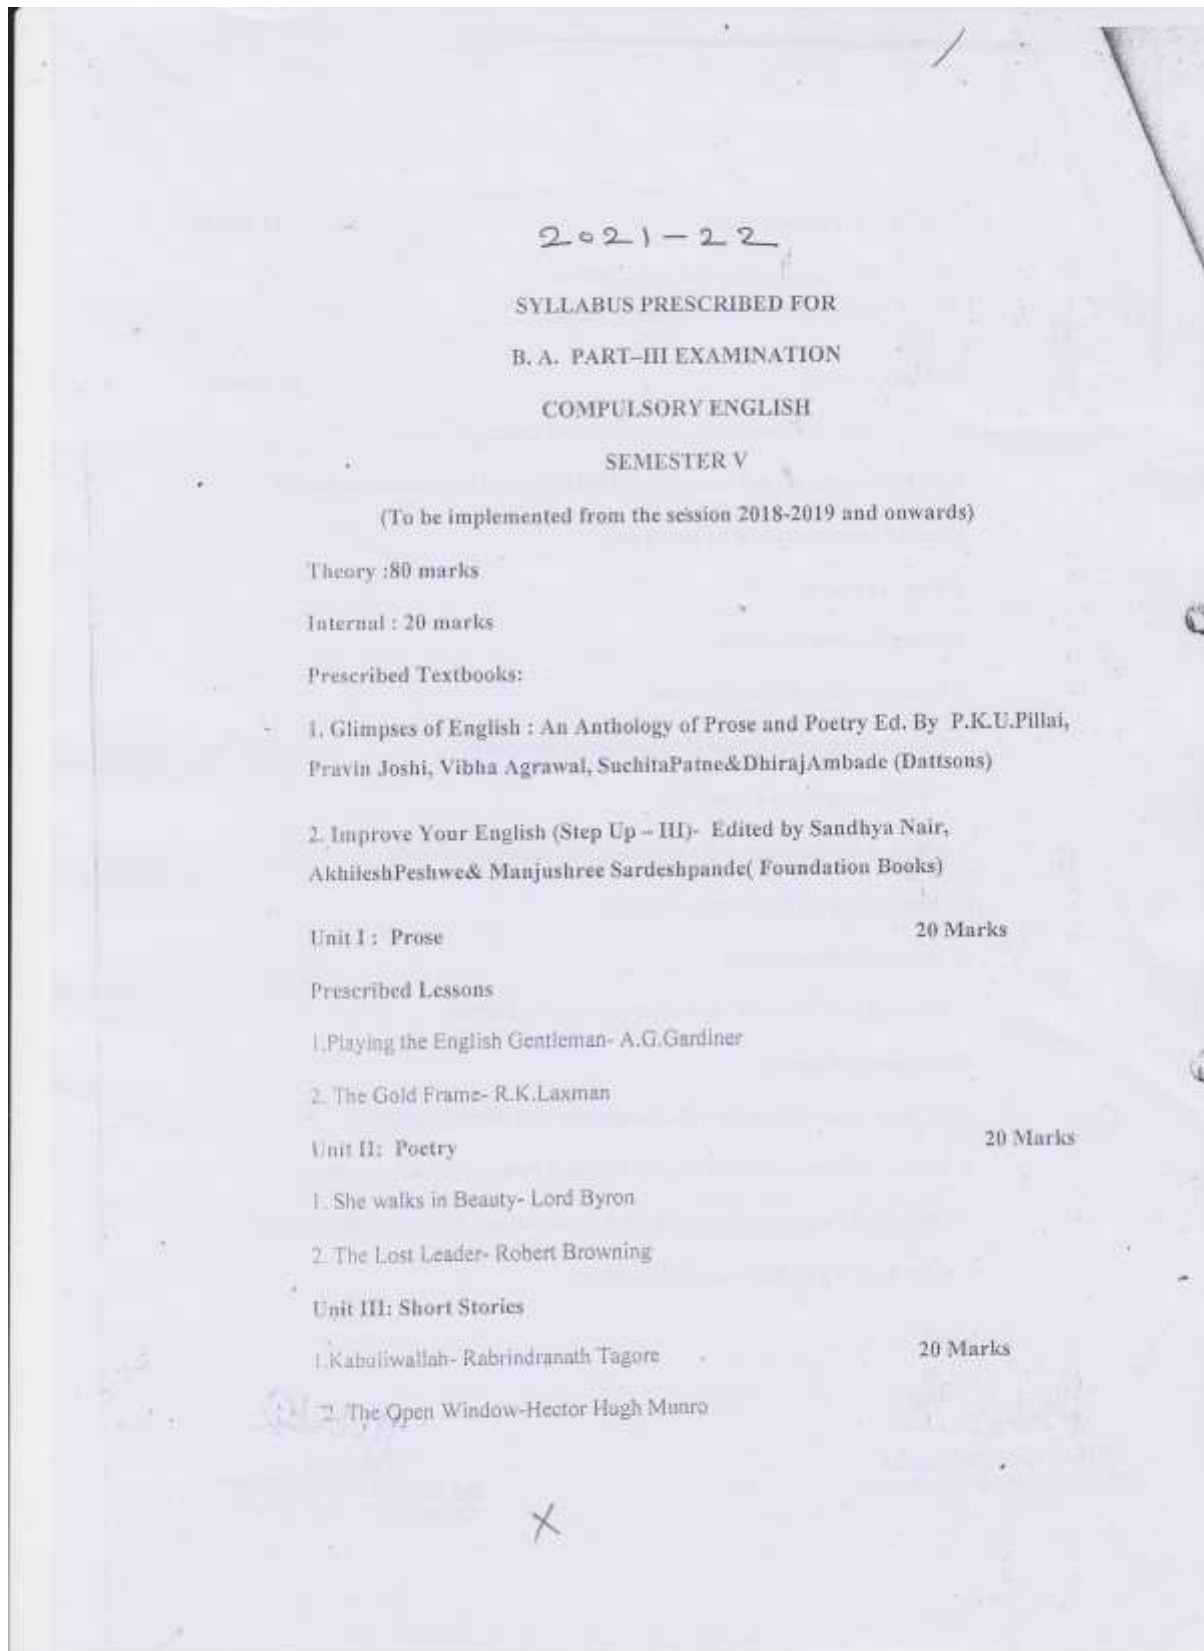 2021-22
SYLLABUS PRESCRIBED FOR
B. A. PART–III EXAMINATION
COMPULSORY ENGLISH
SEMESTER V
(To be implemented from the session 2018-2019 and onwards)
Theory :80 marks
Internal : 20 marks
Prescribed Textbooks:
1. Glimpses of English : An Anthology of Prose and Poetry Ed. By P.K.U.Pillai,
Pravin Joshi, Vibha Agrawal, SuchitaPatne&DhirajAmbade (Dattsons)
2. Improve Your English (Step Up – III)- Edited by Sandhya Nair,
AkhileshPeshwe& Manjushree Sardeshpande( Foundation Books)
Unit I : Prose 20 Marks
Prescribed Lessons
1.Playing the English Gentleman- A.G.Gardiner
2. The Gold Frame- R.K.Laxman
Unit II: Poetry 20 Marks
1. She walks in Beauty- Lord Byron
2. The Lost Leader- Robert Browning
Unit III: Short Stories
1.Kabuliwallah- Rabrindranath Tagore 20 Marks
2. The Open Window-Hector Hugh Munro
X